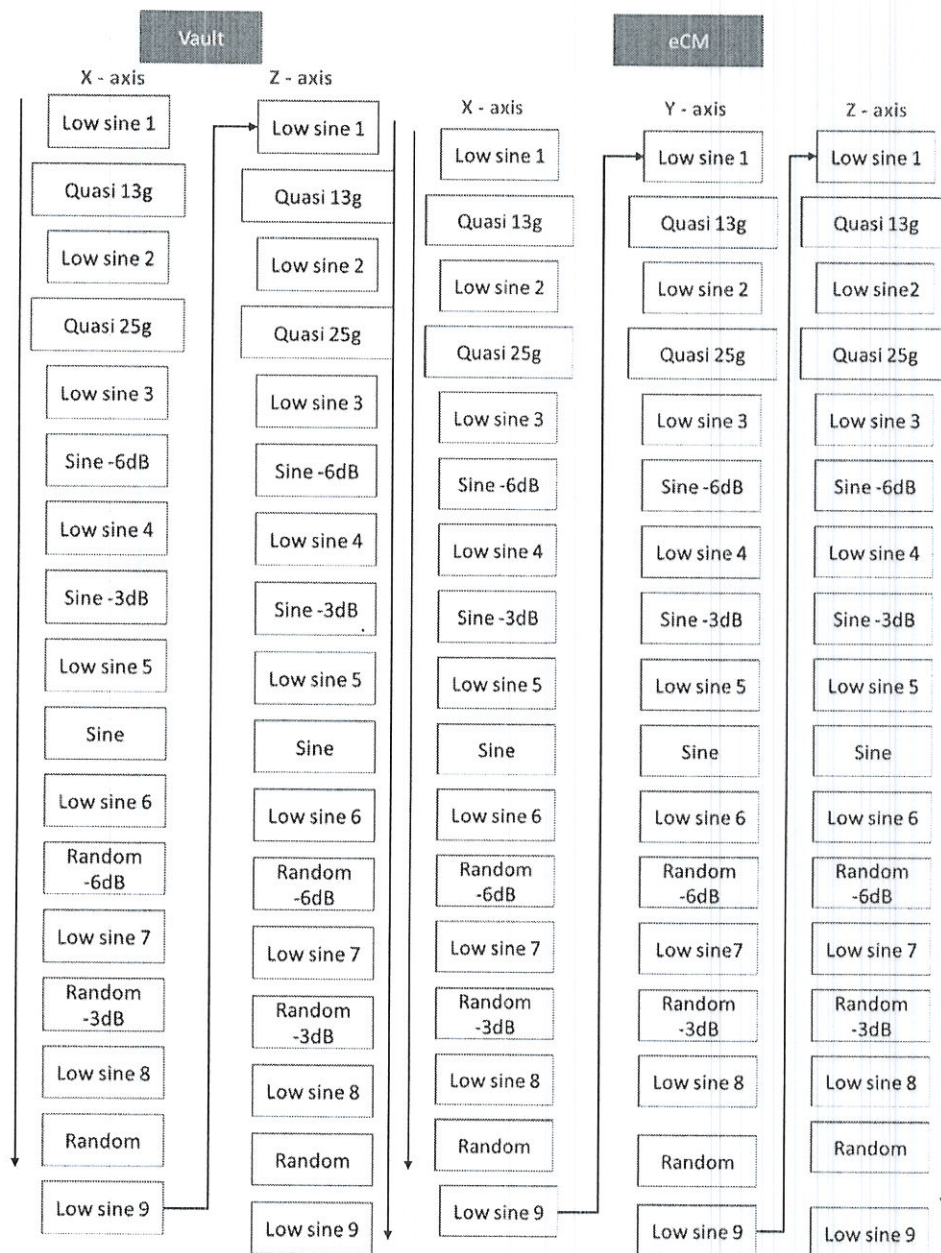 Vault
X - axis
Low sine 1
Quasi 13g
Low sine 2
Quasi 25g
Low sine 3
Sine -6dB
Low sine 4
Sine -3dB
Low sine 5
Sine
Low sine 6
Random
-6dB
Low sine 7
Random
-3dB
Low sine 8
Random
Low sine 9
Z - axis
Low sine 1
Quasi 13g
Low sine 2
Quasi 25g
Low sine 3
Sine -6dB
Low sine 4
Sine -3dB
Low sine 5
Sine
Low sine 6
Random
-6dB
Low sine 7
Random
-3dB
Low sine 8
Random
Low sine 9
eCM
X - axis
Low sine 1
Quasi 13g
Low sine 2
Quasi 25g
Low sine 3
Sine -6dB
Low sine 4
Sine -3dB
Low sine 5
Sine
Low sine 6
Random
-6dB
Low sine 7
Random
-3dB
Low sine 8
Random
Low sine 9
Y - axis
Low sine 1
Quasi 13g
Low sine 2
Quasi 25g
Low sine 3
Sine -6dB
Low sine 4
Sine -3dB
Low sine 5
Sine
Low sine 6
Random
-6dB
Low sine7
Random
-3dB
Low sine 8
Random
Low sine 9
Z - axis
Low sine 1
Quasi 13g
Low sine2
Quasi 25g
Low sine 3
Sine -6dB
Low sine 4
Sine -3dB
Low sine 5
Sine
Low sine 6
Random
-6dB
Low sine 7
Random
-3dB
Low sine 8
Random
Low sine 9